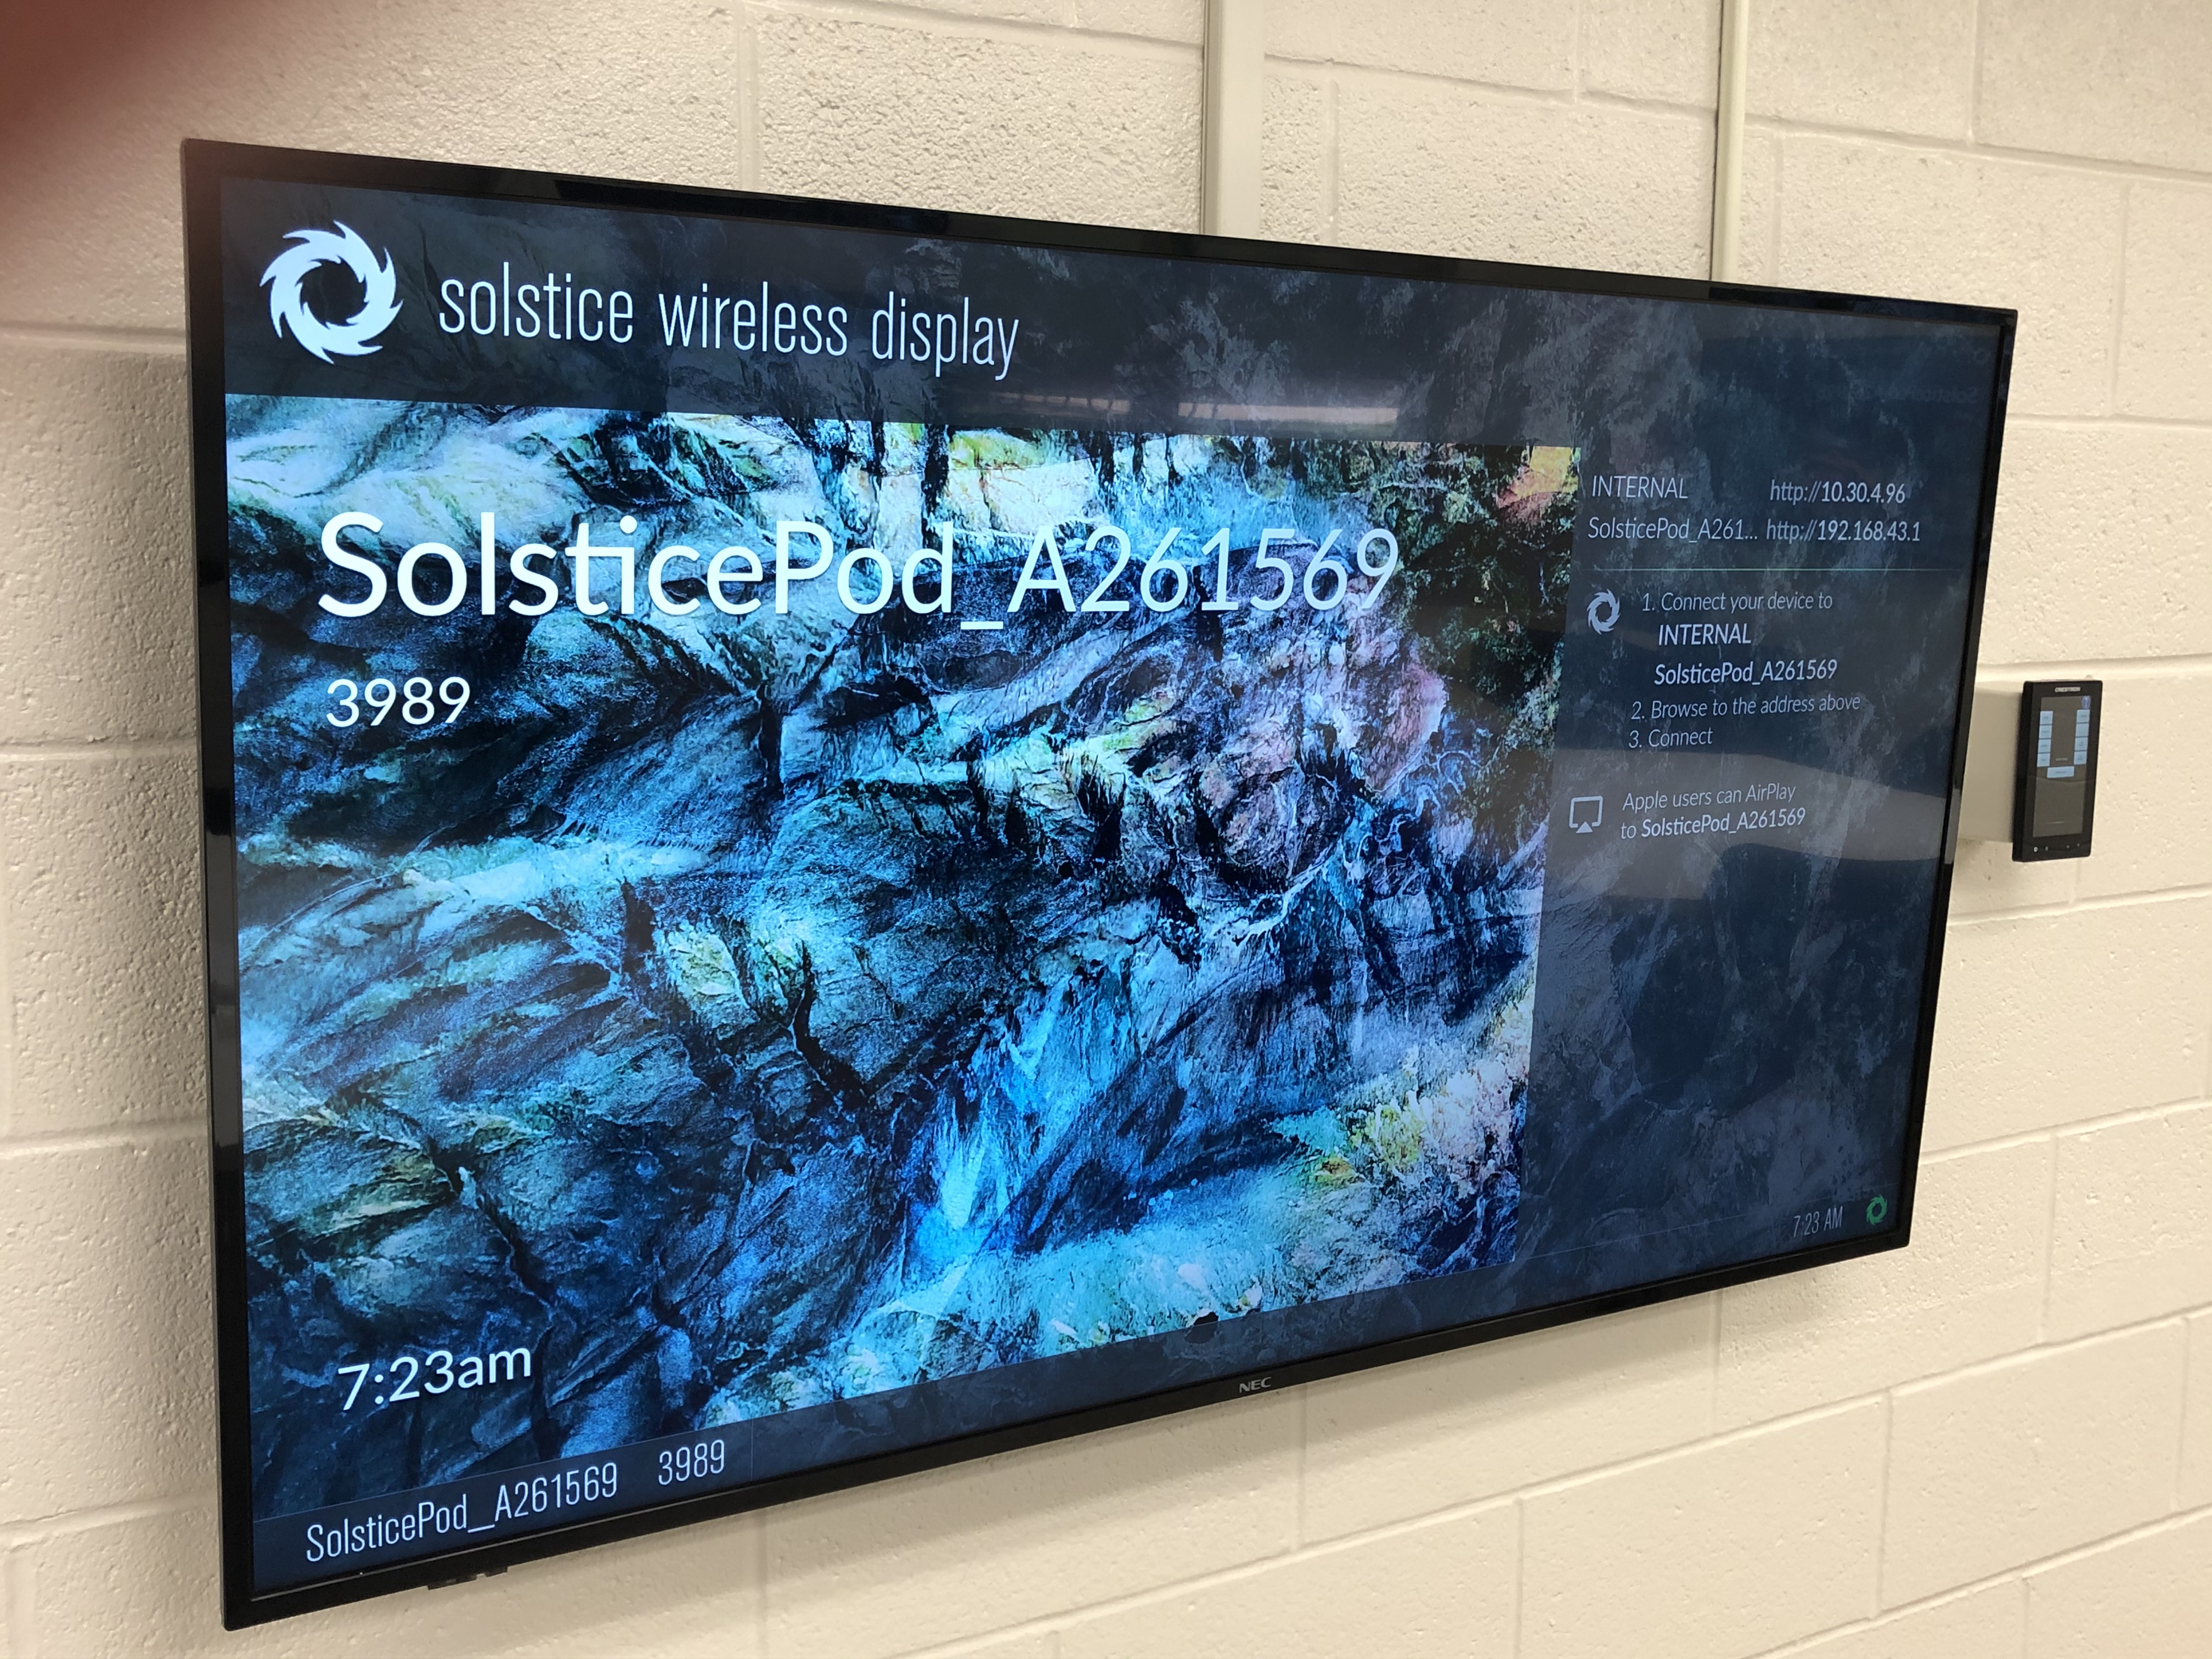 solstice wireless display
SolsticePod_A261569
3989
7:23am
SolsticePod_A261569 3989
INTERNAL http://10.30.4.96
SolsticePod_A261... http://192.168.43.1
1. Connect your device to
INTERNAL
SolsticePod_A261569
2. Browse to the address above
3. Connect
Apple users can AirPlay
to SolsticePod_A261569
7:23 AM
NEC
CRESTRON